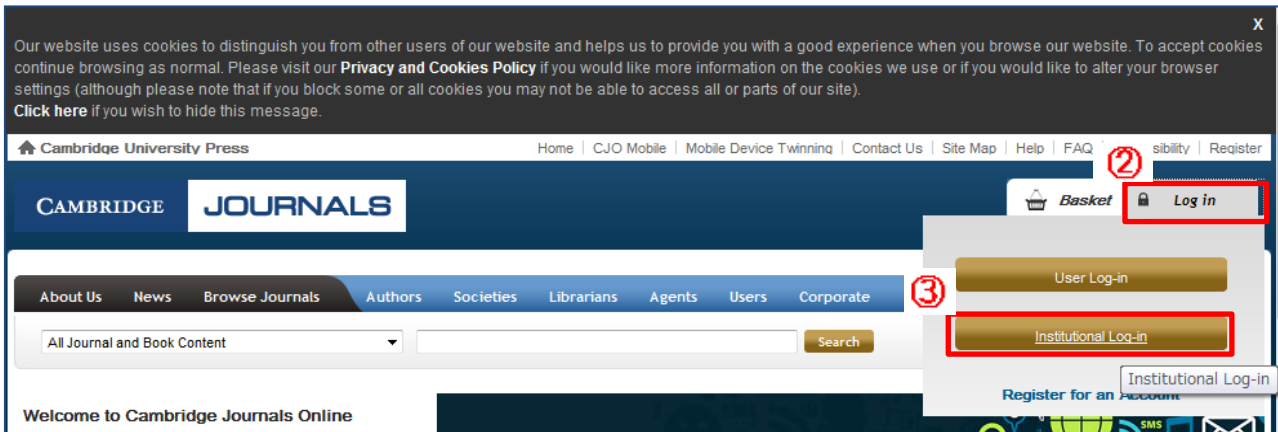 X
Our website uses cookies to distinguish you from other users of our website and helps us to provide you with a good experience when you browse our website. To accept cookies
continue browsing as normal. Please visit our Privacy and Cookies Policy if you would like more information on the cookies we use or if you would like to alter your browser
settings (although please note that if you block some or all cookies you may not be able to access all or parts of our site).
Click here if you wish to hide this message.
Cambridge University Press
Home | CJO Mobile | Mobile Device Twinning | Contact Us | Site Map | Help | FAQ | sibility | Register
②
CAMBRIDGE JOURNALS
Basket Log in
User Log-in
About Us News Browse Journals Authors Societies Librarians Agents Users Corporate
③
All Journal and Book Content Search
Institutional Log-in
Institutional Log-in
Register for an Account
Welcome to Cambridge Journals Online
SMS